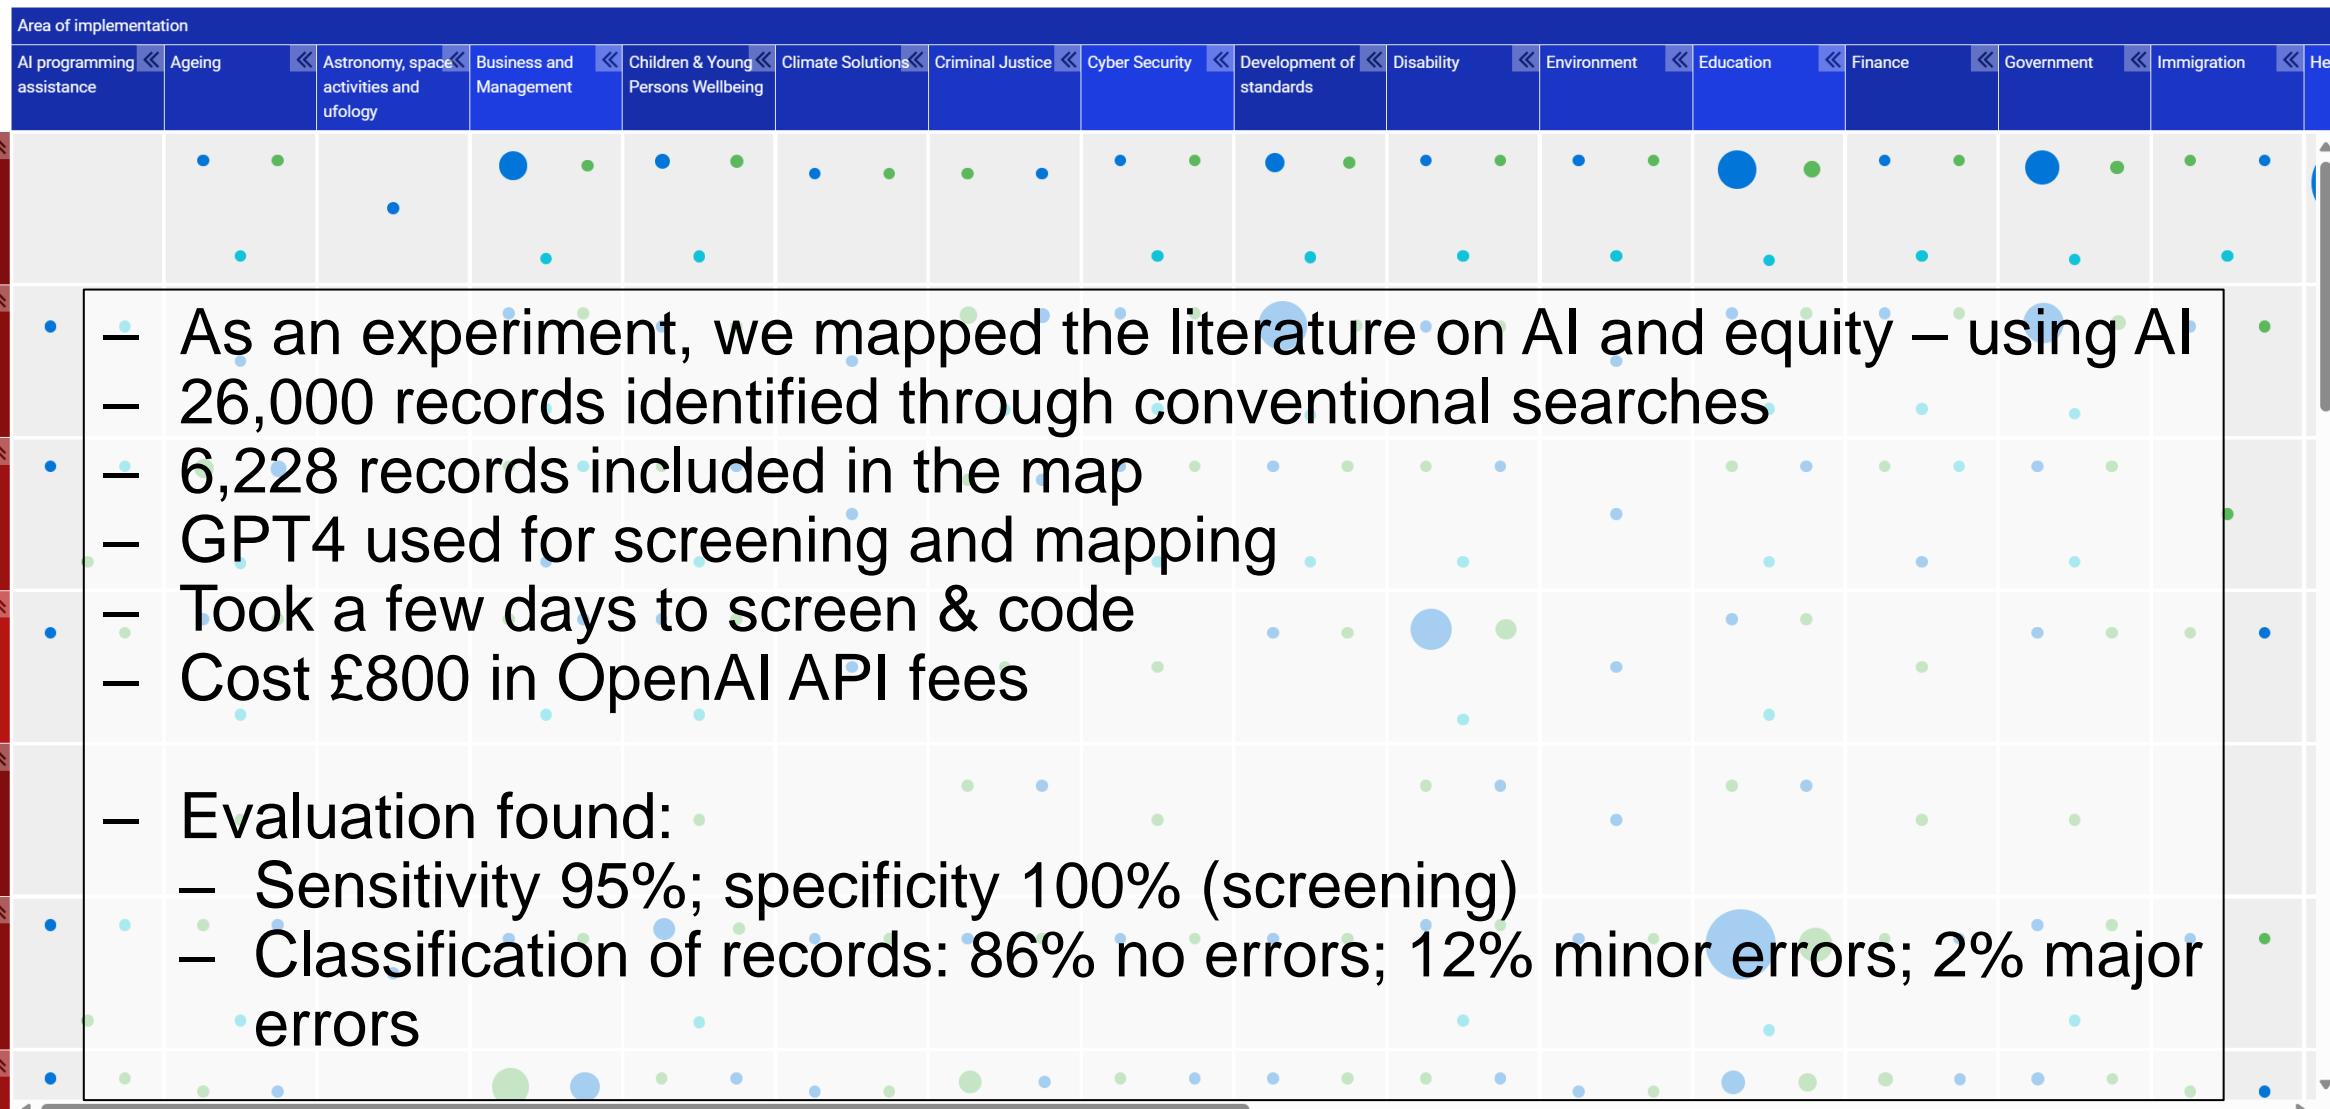 Area of implementation
AI programming assistance
Ageing
Astronomy, space activities and ufology
Business and Management
Children & Young Persons Wellbeing
Climate Solutions
Criminal Justice
Cyber Security
Development of standards
Disability
Environment
Education
Finance
Government
Immigration
He
– As an experiment, we mapped the literature on AI and equity – using AI
– 26,000 records identified through conventional searches
– 6,228 records included in the map
– GPT4 used for screening and mapping
– Took a few days to screen & code
– Cost £800 in OpenAI API fees
– Evaluation found:
– Sensitivity 95%; specificity 100% (screening)
– Classification of records: 86% no errors; 12% minor errors; 2% major
errors